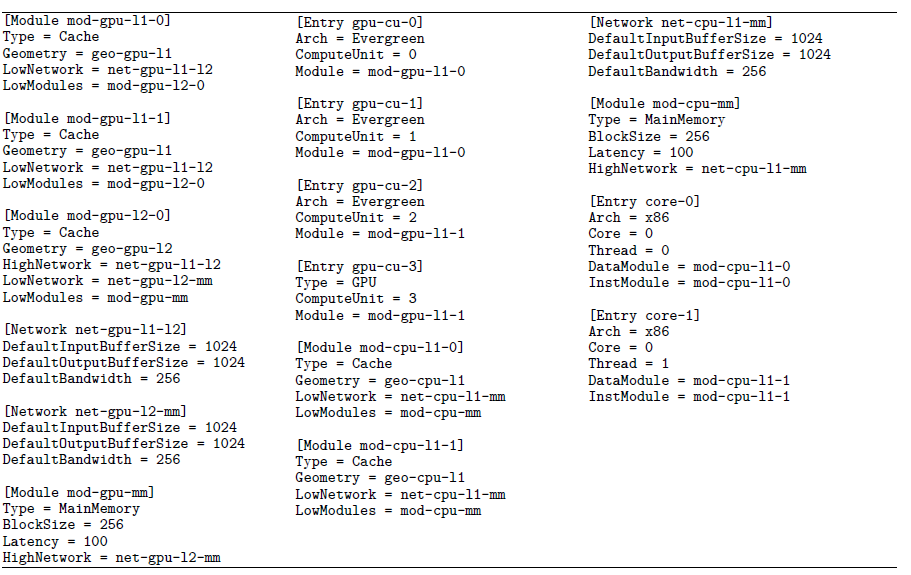 [Module mod-gpu-l1-0]
Type = Cache
Geometry = geo-gpu-l1
LowNetwork = net-gpu-l1-l2
LowModules = mod-gpu-l2-0
[Module mod-gpu-l1-1]
Type = Cache
Geometry = geo-gpu-l1
LowNetwork = net-gpu-l1-l2
LowModules = mod-gpu-l2-0
[Module mod-gpu-l2-0]
Type = Cache
Geometry = geo-gpu-l2
HighNetwork = net-gpu-l1-l2
LowNetwork = net-gpu-l2-mm
LowModules = mod-gpu-mm
[Network net-gpu-l1-l2]
DefaultInputBufferSize = 1024
DefaultOutputBufferSize = 1024
DefaultBandwidth = 256
[Network net-gpu-l2-mm]
DefaultInputBufferSize = 1024
DefaultOutputBufferSize = 1024
DefaultBandwidth = 256
[Module mod-gpu-mm]
Type = MainMemory
BlockSize = 256
Latency = 100
HighNetwork = net-gpu-l2-mm
[Entry gpu-cu-0]
Arch = Evergreen
ComputeUnit = 0
Module = mod-gpu-l1-0
[Entry gpu-cu-1]
Arch = Evergreen
ComputeUnit = 1
Module = mod-gpu-l1-0
[Entry gpu-cu-2]
Arch = Evergreen
ComputeUnit = 2
Module = mod-gpu-l1-1
[Entry gpu-cu-3]
Type = GPU
ComputeUnit = 3
Module = mod-gpu-l1-1
[Module mod-cpu-l1-0]
Type = Cache
Geometry = geo-cpu-l1
LowNetwork = net-cpu-l1-mm
LowModules = mod-cpu-mm
[Module mod-cpu-l1-1]
Type = Cache
Geometry = geo-cpu-l1
LowNetwork = net-cpu-l1-mm
LowModules = mod-cpu-mm
[Network net-cpu-l1-mm]
DefaultInputBufferSize = 1024
DefaultOutputBufferSize = 1024
DefaultBandwidth = 256
[Module mod-cpu-mm]
Type = MainMemory
BlockSize = 256
Latency = 100
HighNetwork = net-cpu-l1-mm
[Entry core-0]
Arch = x86
Core = 0
Thread = 0
DataModule = mod-cpu-l1-0
InstModule = mod-cpu-l1-0
[Entry core-1]
Arch = x86
Core = 0
Thread = 1
DataModule = mod-cpu-l1-1
InstModule = mod-cpu-l1-1